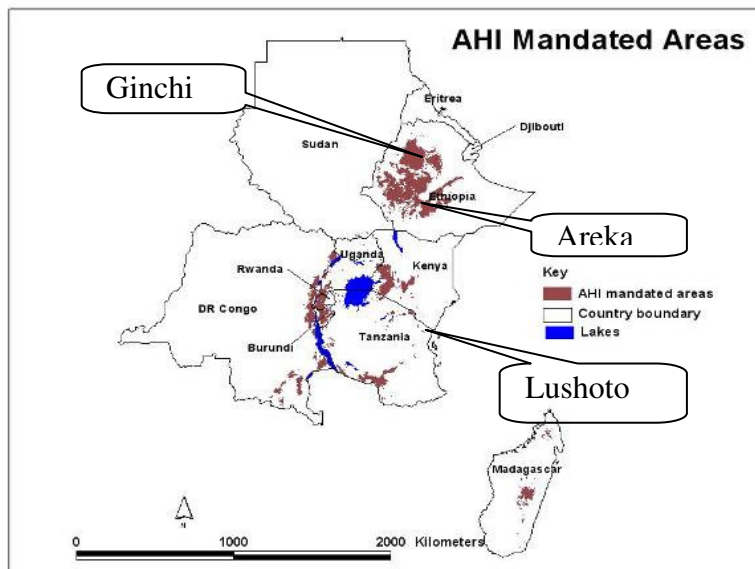 AHI Mandated Areas
Ginchi
Eritrea
Djibouti
Sudan
Ethiopia
Areka
Uganda
Kenya
Rwanda
Key
AHI mandated areas
DR Congo
Country boundary
Lakes
Tanzania
Burundi
Lushoto
Madagascar
N
0 1000 2000 Kilometers